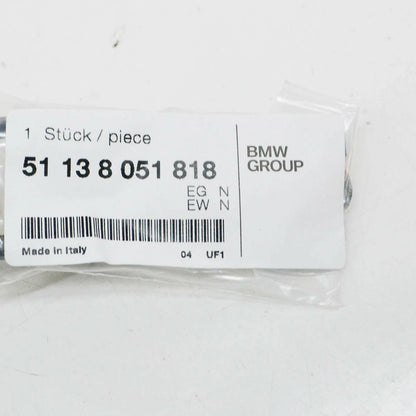 1 Stück / piece
51 13 8 051 818
EG N
EW N
Made in Italy
04 UF1
BMW
GROUP